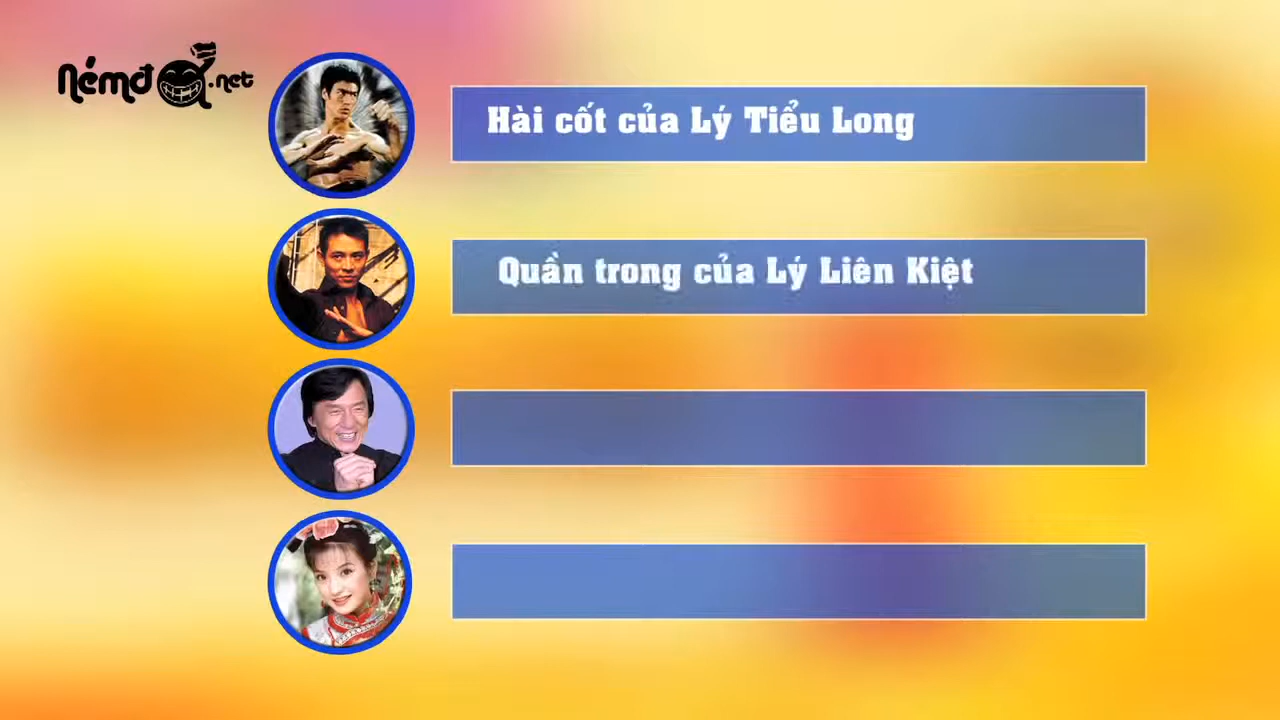 Némđá.net
Hài cốt của Lý Tiểu Long
Quần trong của Lý Liên Kiệt